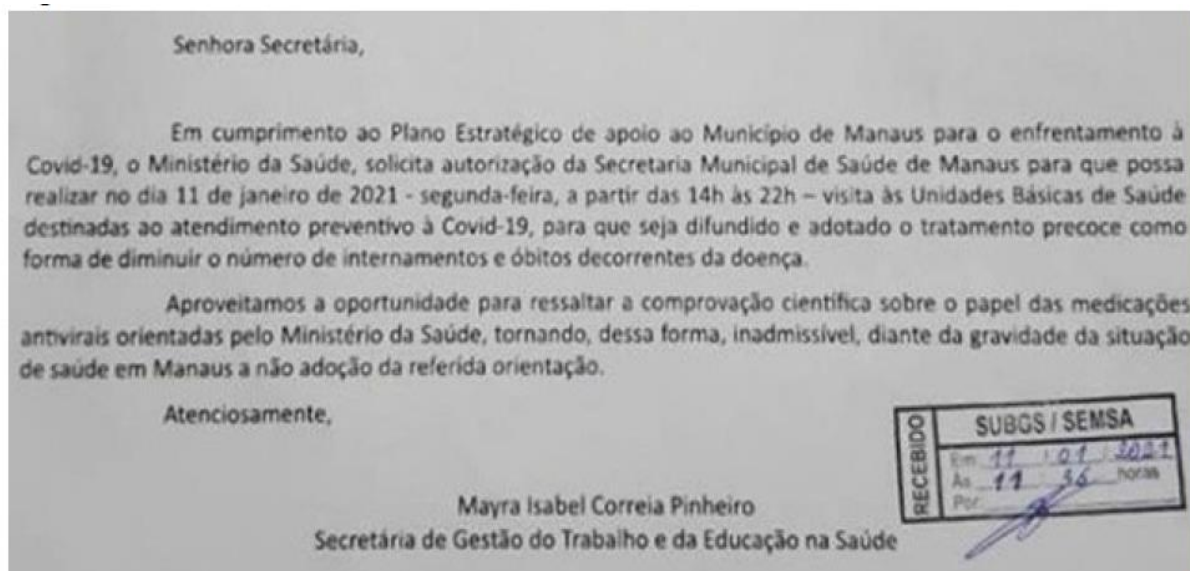 Senhora Secretária,
Em cumprimento ao Plano Estratégico de apoio ao Município de Manaus para o enfrentamento à
Covid-19, o Ministério da Saúde, solicita autorização da Secretaria Municipal de Saúde de Manaus para que possa
realizar no dia 11 de janeiro de 2021 - segunda-feira, a partir das 14h às 22h – visita às Unidades Básicas de Saúde
destinadas ao atendimento preventivo à Covid-19, para que seja difundido e adotado o tratamento precoce como
forma de diminuir o número de internamentos e óbitos decorrentes da doença.
Aproveitamos a oportunidade para ressaltar a comprovação científica sobre o papel das medicações
antivirais orientadas pelo Ministério da Saúde, tornando, dessa forma, inadmissível, diante da gravidade da situação
de saúde em Manaus a não adoção da referida orientação.
Atenciosamente,
RECEBIDO
SUBGS / SEMSA
Em 11 / 01 / 2021
Às 11 36 horas
Por
Mayra Isabel Correia Pinheiro
Secretária de Gestão do Trabalho e da Educação na Saúde